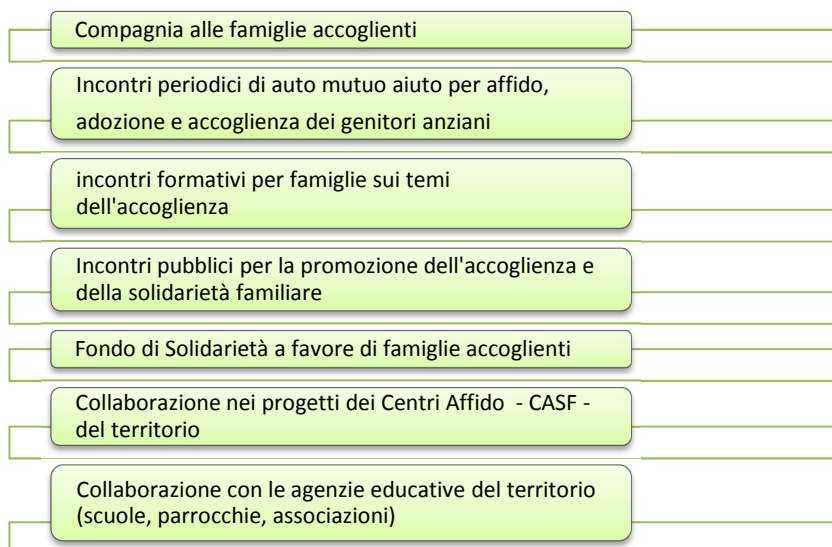 Compagnia alle famiglie accoglienti
Incontri periodici di auto mutuo aiuto per affido,
adozione e accoglienza dei genitori anziani
incontri formativi per famiglie sui temi
dell'accoglienza
Incontri pubblici per la promozione dell'accoglienza e
della solidarietà familiare
Fondo di Solidarietà a favore di famiglie accoglienti
Collaborazione nei progetti dei Centri Affido - CASF -
del territorio
Collaborazione con le agenzie educative del territorio
(scuole, parrocchie, associazioni)